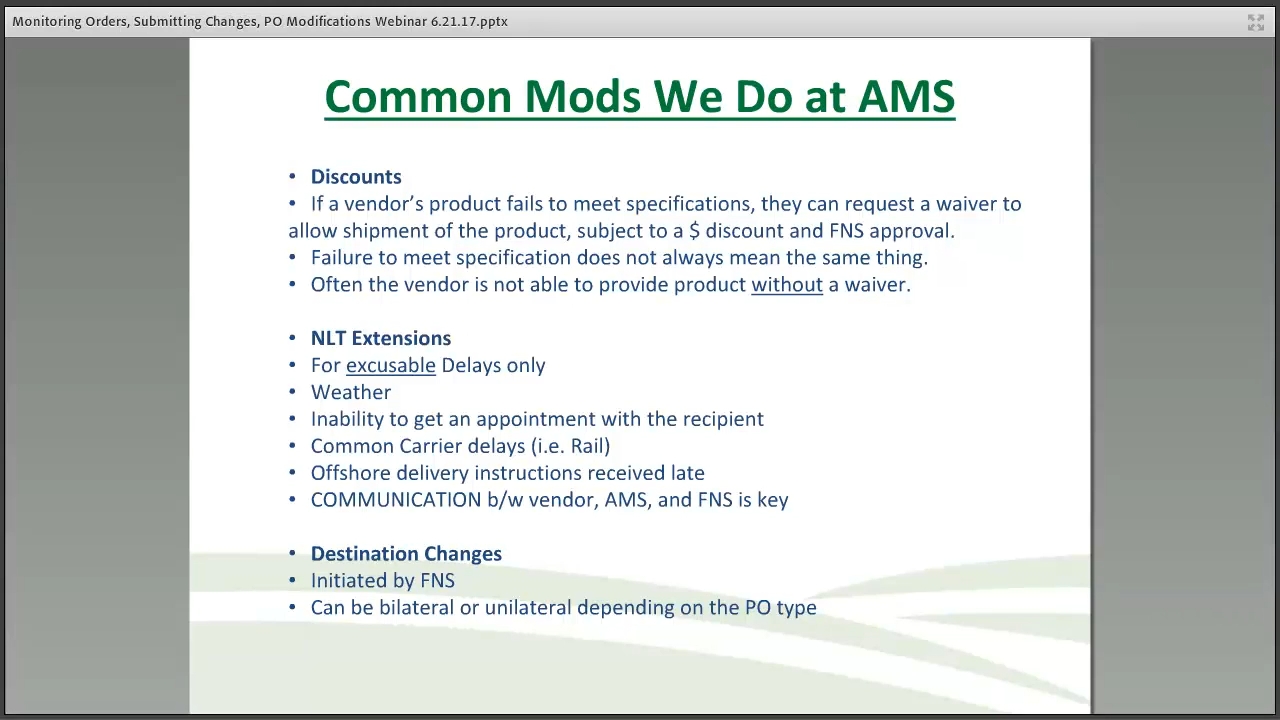 Monitoring Orders, Submitting Changes, PO Modifications Webinar 6.21.17.pptx
Common Mods We Do at AMS
• Discounts
• If a vendor’s product fails to meet specifications, they can request a waiver to
allow shipment of the product, subject to a $ discount and FNS approval.
• Failure to meet specification does not always mean the same thing.
• Often the vendor is not able to provide product without a waiver.
• NLT Extensions
• For excusable Delays only
• Weather
• Inability to get an appointment with the recipient
• Common Carrier delays (i.e. Rail)
• Offshore delivery instructions received late
• COMMUNICATION b/w vendor, AMS, and FNS is key
• Destination Changes
• Initiated by FNS
• Can be bilateral or unilateral depending on the PO type